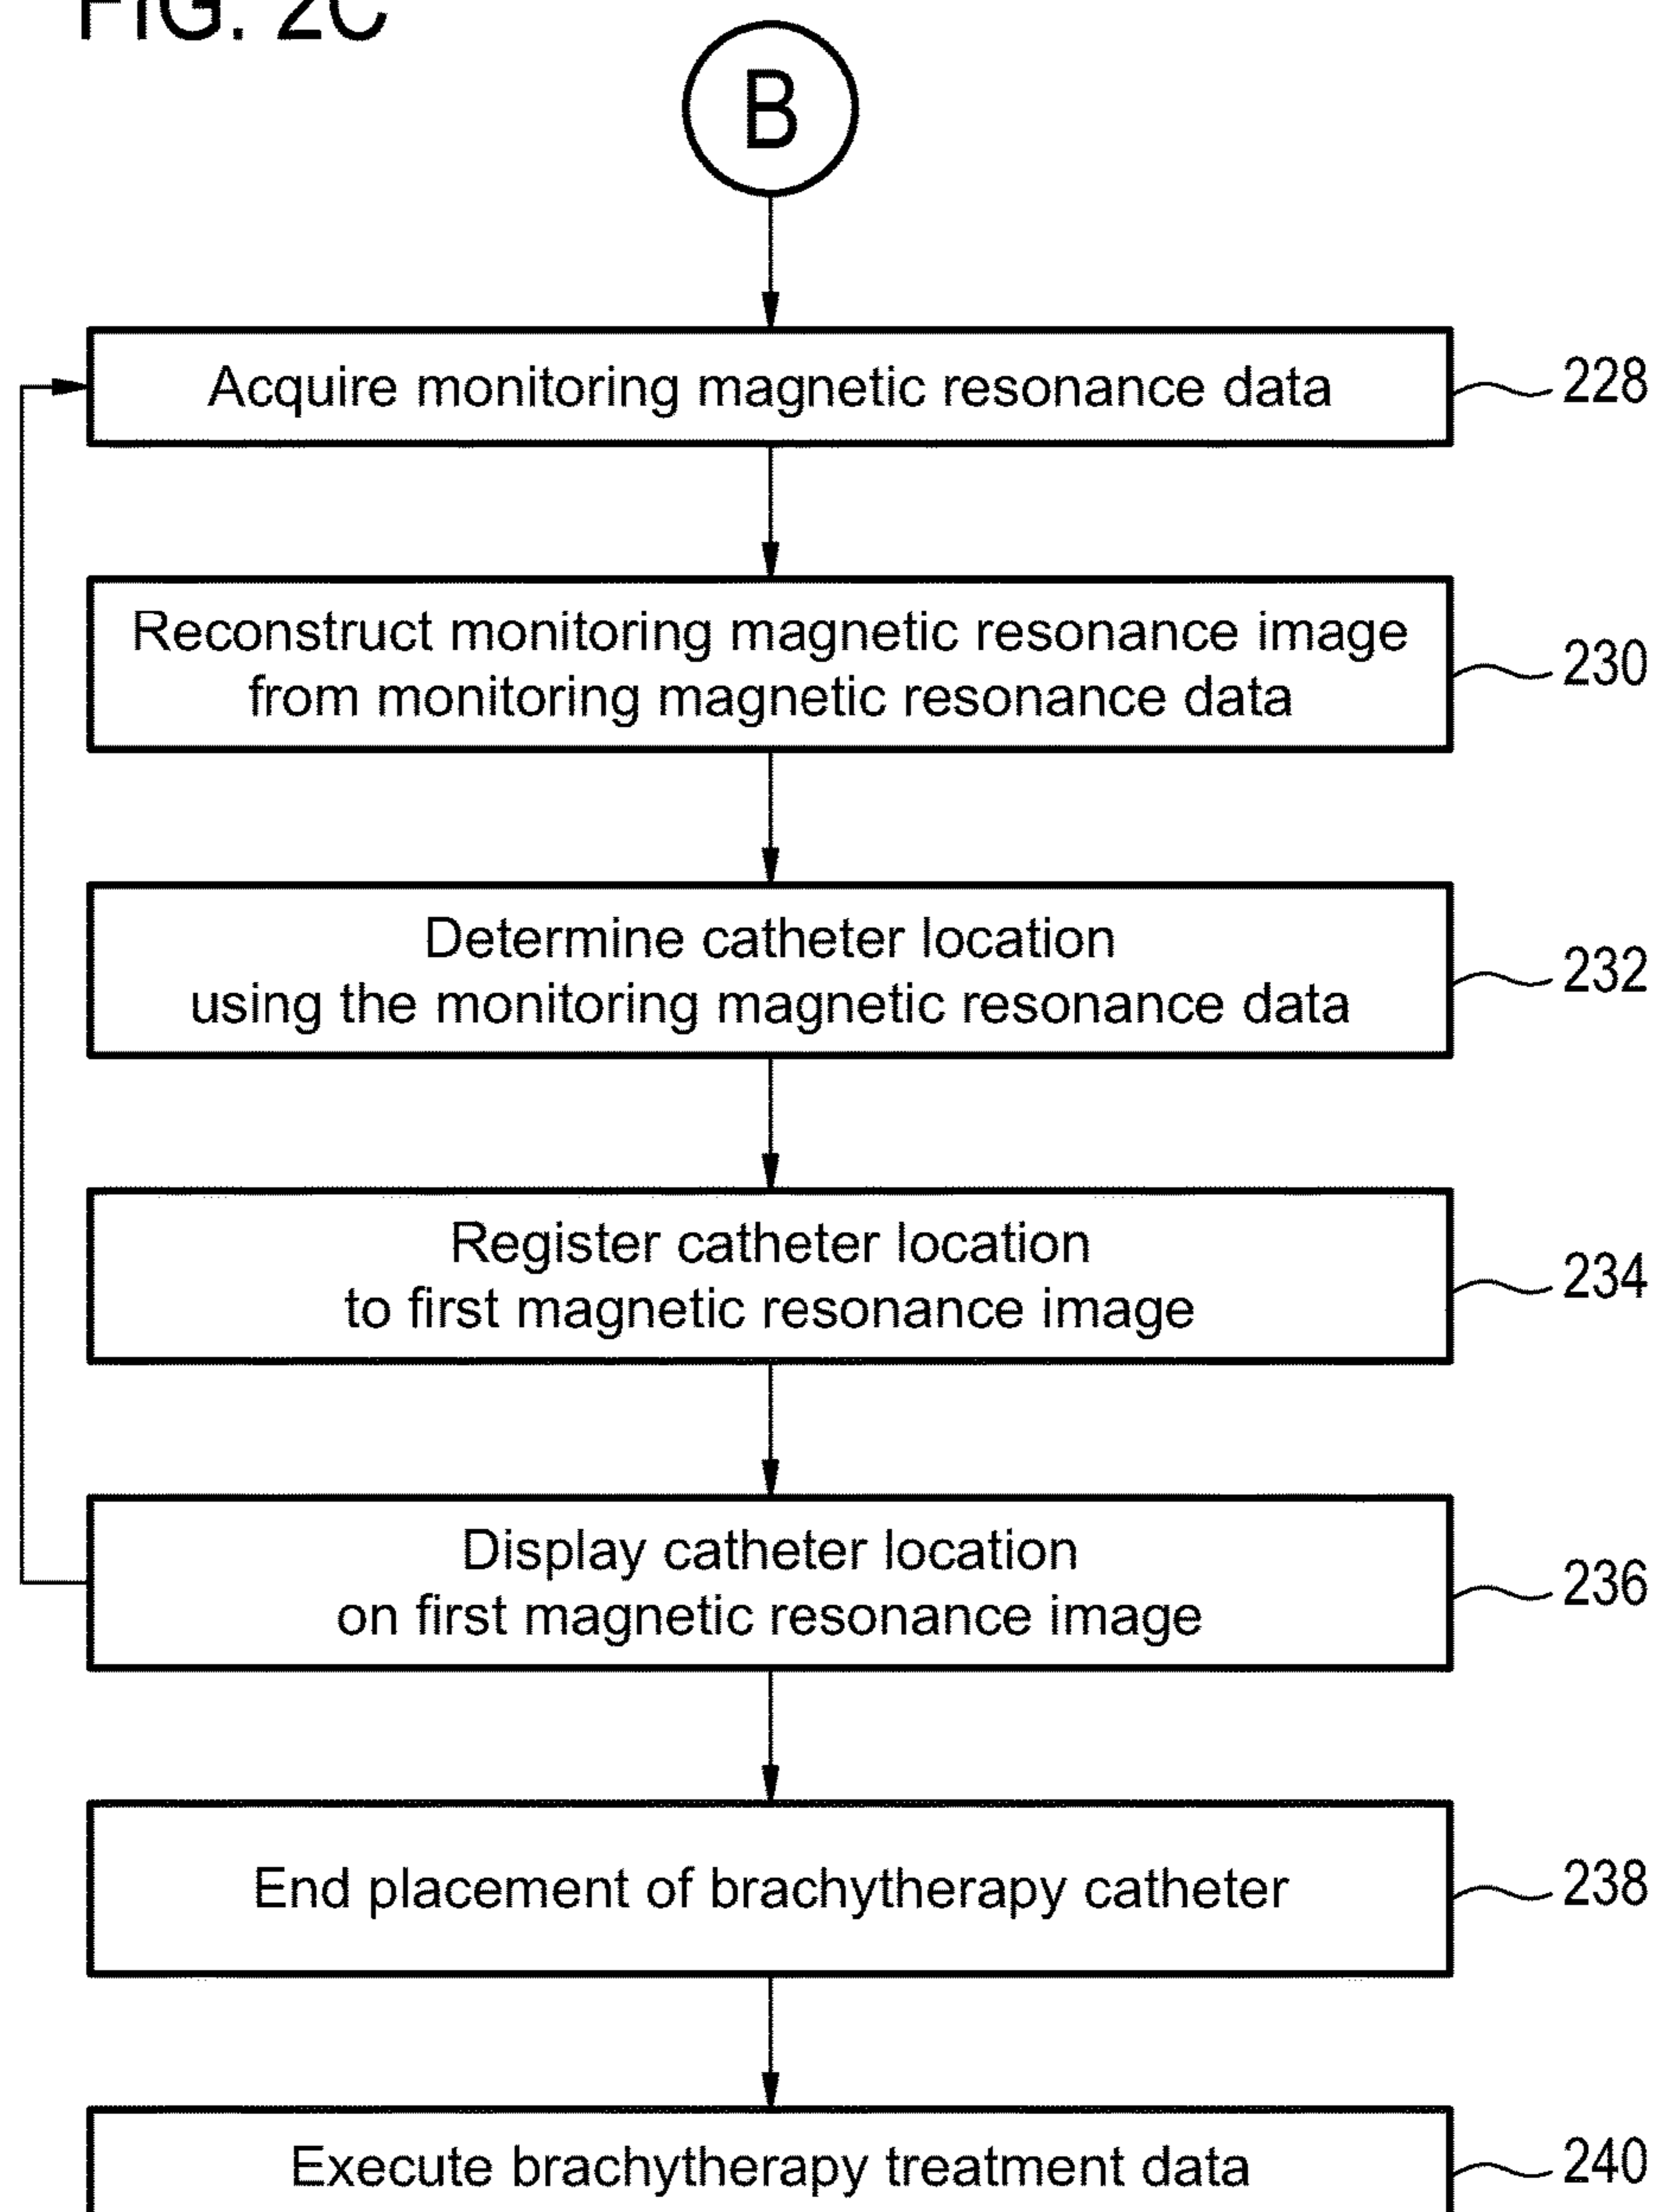 FIG. 2C
B
Acquire monitoring magnetic resonance data
228
Reconstruct monitoring magnetic resonance image
from monitoring magnetic resonance data
230
Determine catheter location
using the monitoring magnetic resonance data
232
Register catheter location
to first magnetic resonance image
234
Display catheter location
on first magnetic resonance image
236
End placement of brachytherapy catheter
238
Execute brachytherapy treatment data
240